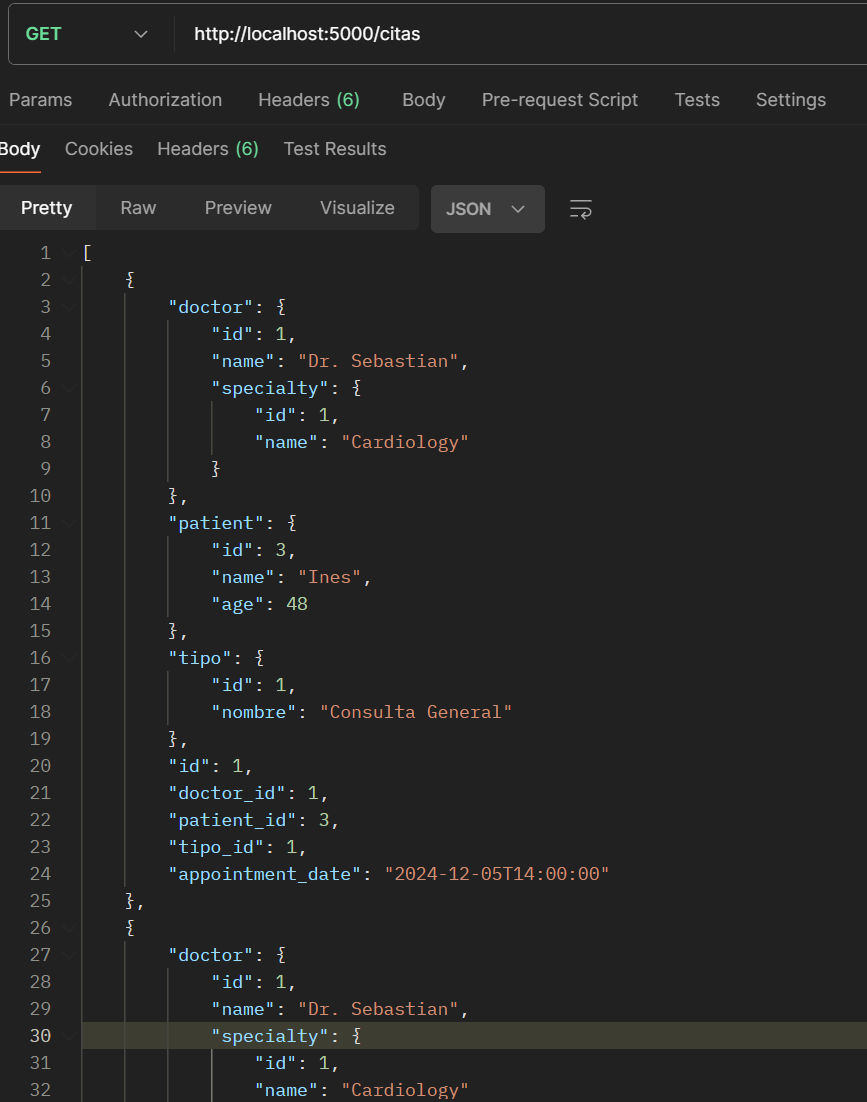 GET http://localhost:5000/citas
Params Authorization Headers (6) Body Pre-request Script Tests Settings
Body Cookies Headers (6) Test Results
Pretty Raw Preview Visualize JSON
1 [
2 {
3 "doctor": {
4 "id": 1,
5 "name": "Dr. Sebastian",
6 "specialty": {
7 "id": 1,
8 "name": "Cardiology"
9 }
10 },
11 "patient": {
12 "id": 3,
13 "name": "Ines",
14 "age": 48
15 },
16 "tipo": {
17 "id": 1,
18 "nombre": "Consulta General"
19 },
20 "id": 1,
21 "doctor_id": 1,
22 "patient_id": 3,
23 "tipo_id": 1,
24 "appointment_date": "2024-12-05T14:00:00"
25 },
26 {
27 "doctor": {
28 "id": 1,
29 "name": "Dr. Sebastian",
30 "specialty": {
31 "id": 1,
32 "name": "Cardiology"